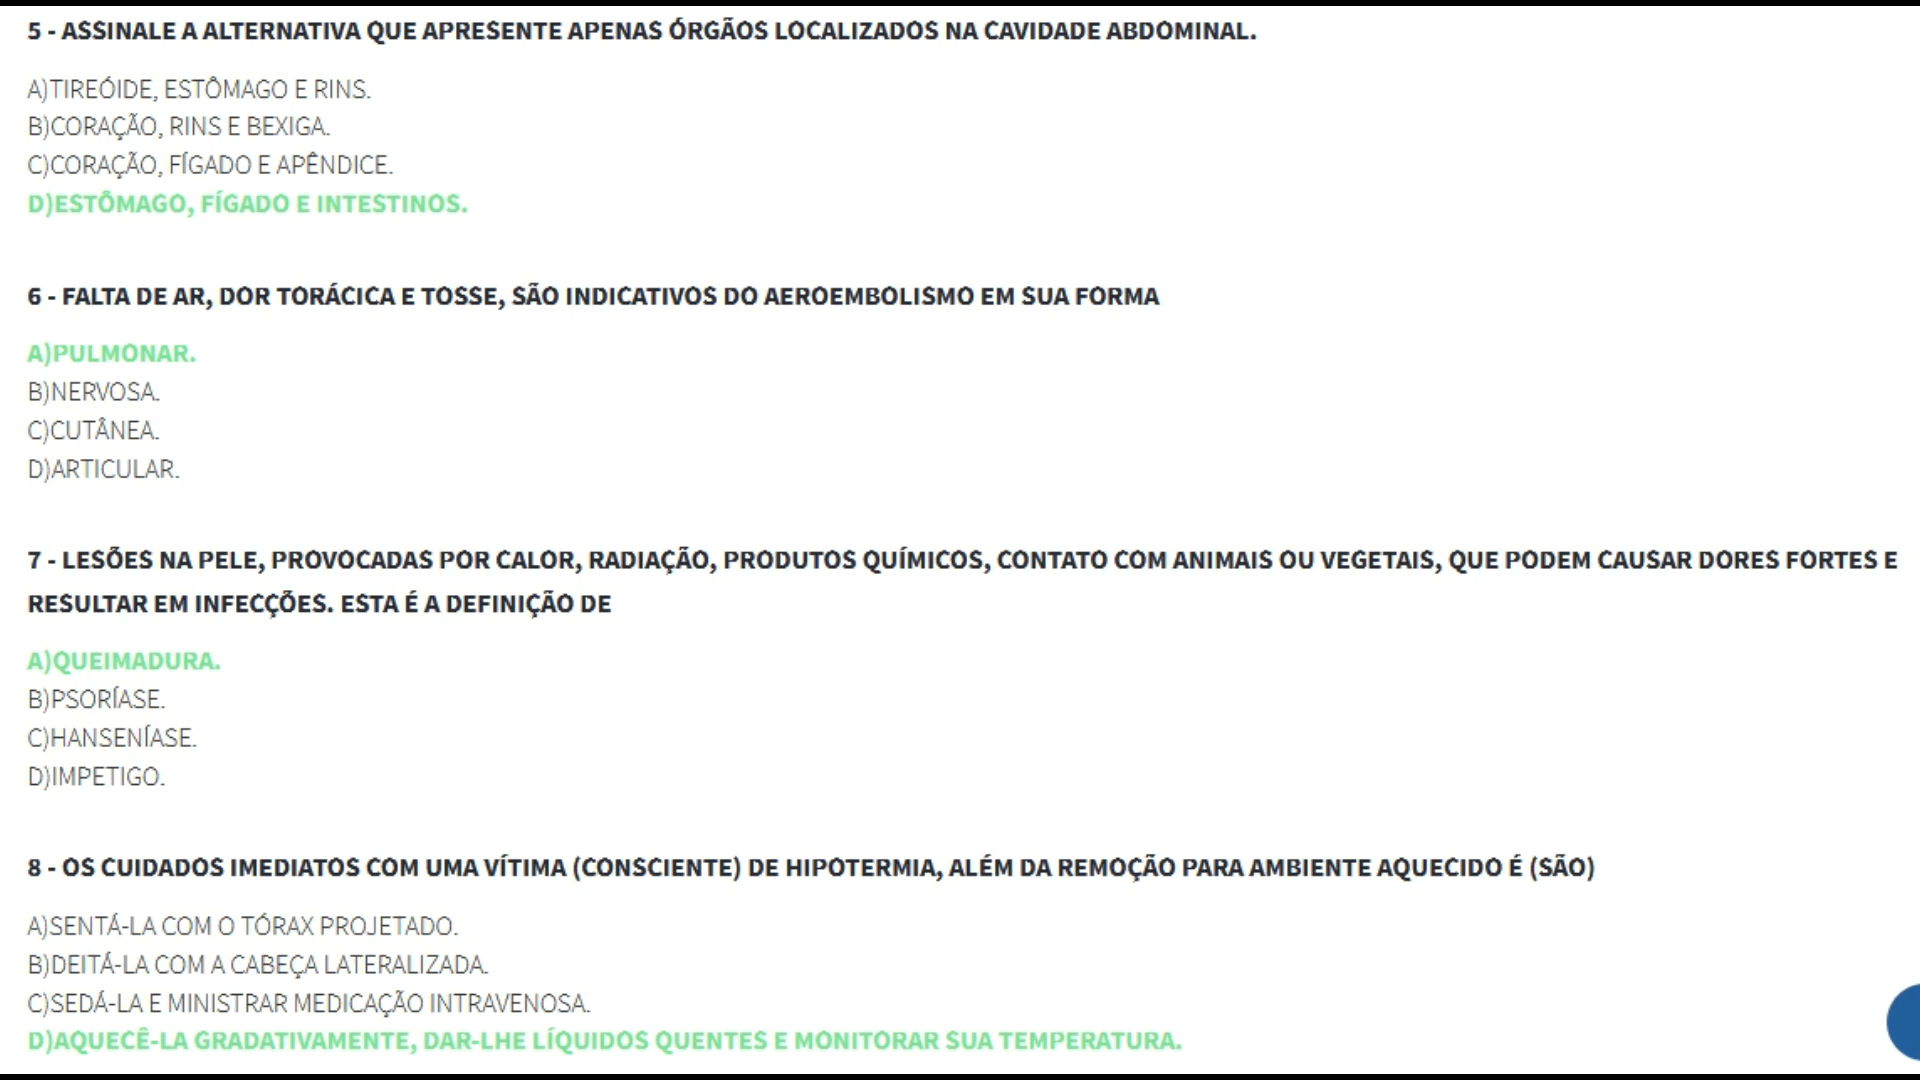 5 - ASSINALE A ALTERNATIVA QUE APRESENTE APENAS ÓRGÃOS LOCALIZADOS NA CAVIDADE ABDOMINAL.
A)TIREÓIDE, ESTÔMAGO E RINS.
B)CORAÇÃO, RINS E BEXIGA.
C)CORAÇÃO, FÍGADO E APÊNDICE.
D)ESTÔMAGO, FÍGADO E INTESTINOS.
6 - FALTA DE AR, DOR TORÁCICA E TOSSE, SÃO INDICATIVOS DO AEROEMBOLISMO EM SUA FORMA
A)PULMONAR.
B)NERVOSA.
C)CUTÂNEA.
D)ARTICULAR.
7 - LESÕES NA PELE, PROVOCADAS POR CALOR, RADIAÇÃO, PRODUTOS QUÍMICOS, CONTATO COM ANIMAIS OU VEGETAIS, QUE PODEM CAUSAR DORES FORTES E
RESULTAR EM INFECÇÕES. ESTA É A DEFINIÇÃO DE
A)QUEIMADURA.
B)PSORÍASE.
C)HANSENÍASE.
D)IMPETIGO.
8 - OS CUIDADOS IMEDIATOS COM UMA VÍTIMA (CONSCIENTE) DE HIPOTERMIA, ALÉM DA REMOÇÃO PARA AMBIENTE AQUECIDO É (SÃO)
A)SENTÁ-LA COM O TÓRAX PROJETADO.
B)DEITÁ-LA COM A CABEÇA LATERALIZADA.
C)SEDÁ-LA E MINISTRAR MEDICAÇÃO INTRAVENOSA.
D)AQUECÊ-LA GRADATIVAMENTE, DAR-LHE LÍQUIDOS QUENTES E MONITORAR SUA TEMPERATURA.